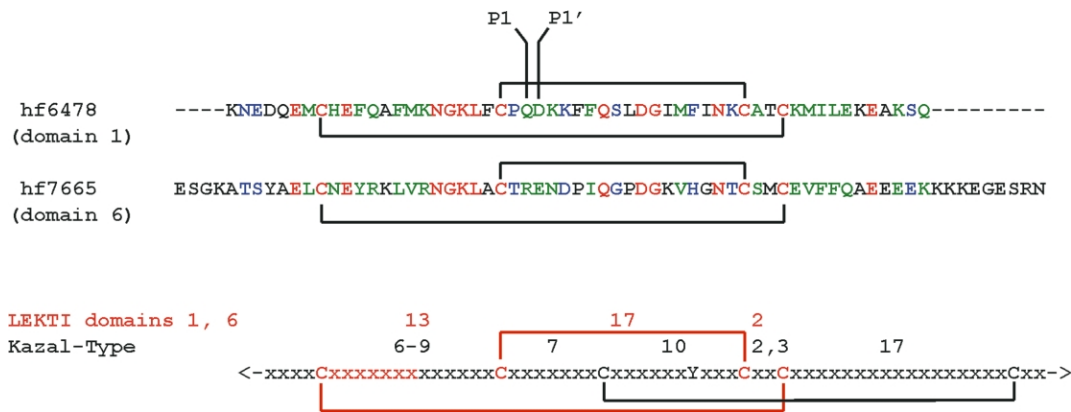 P1 P1’
hf6478 ----KNEDQEMCHEFQAFMKNGKLFCPQDKKFFQSLDGIMFINKCATCKMILEKEAKSQ---------
(domain 1)
hf7665 ESGKATSYAELCNEYRKLVRNGKLACTRENDPIQGPDGKVHGNTCSMCEVFFQAEEEEKKKKEGESRN
(domain 6)
LEKTI domains 1, 6 13 17 2
Kazal-Type 6-9 7 10 2,3 17
<-xxxxCxxxxxxxxxxxxxCxxxxxxxCxxxxxxYxxxCxxCxxxxxxxxxxxxxxxxxCxx->